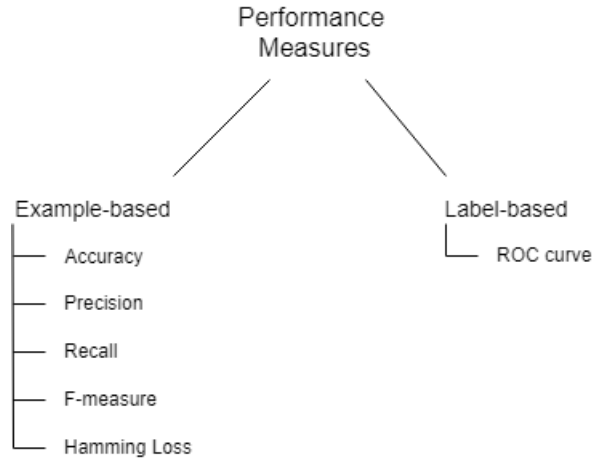 Performance
Measures
Example-based
Accuracy
Precision
Recall
F-measure
Hamming Loss
Label-based
ROC curve